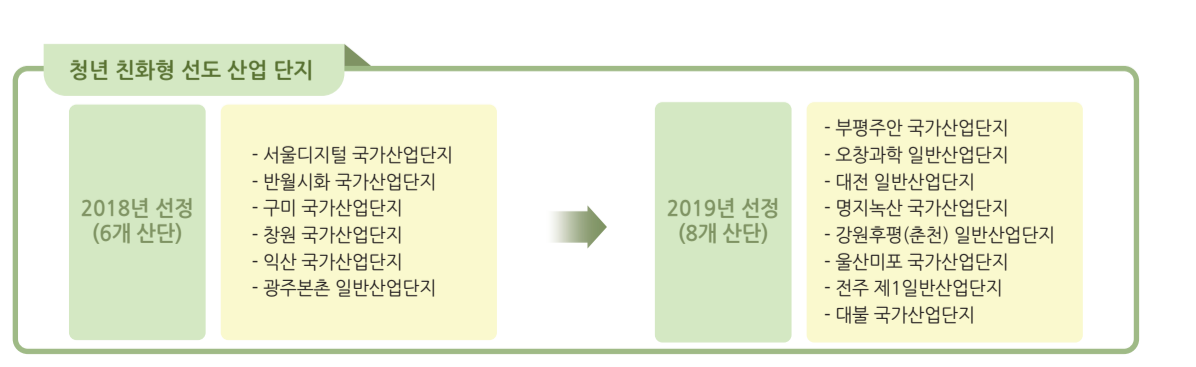 청년 친화형 선도 산업 단지
2018년 선정
(6개 산단)
- 서울디지털 국가산업단지
- 반월시화 국가산업단지
- 구미 국가산업단지
- 창원 국가산업단지
- 익산 국가산업단지
- 광주본촌 일반산업단지
2019년 선정
(8개 산단)
- 부평주안 국가산업단지
- 오창과학 일반산업단지
- 대전 일반산업단지
- 명지녹산 국가산업단지
- 강원후평(춘천) 일반산업단지
- 울산미포 국가산업단지
- 전주 제1일반산업단지
- 대불 국가산업단지